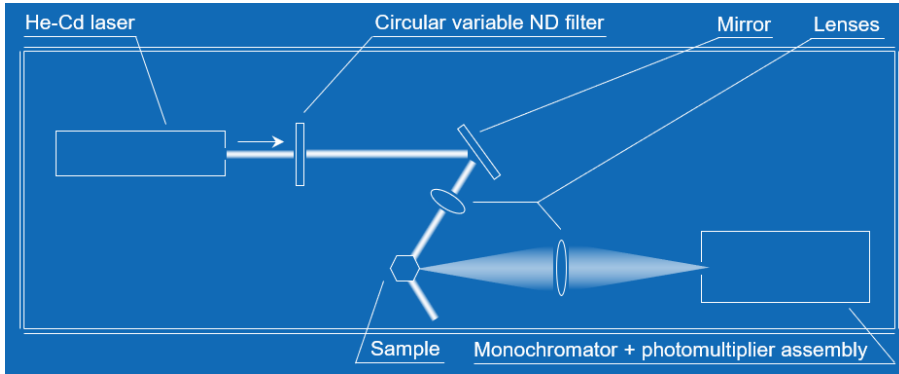 He-Cd laser
Circular variable ND filter
Mirror
Lenses
Sample
Monochromator + photomultiplier assembly